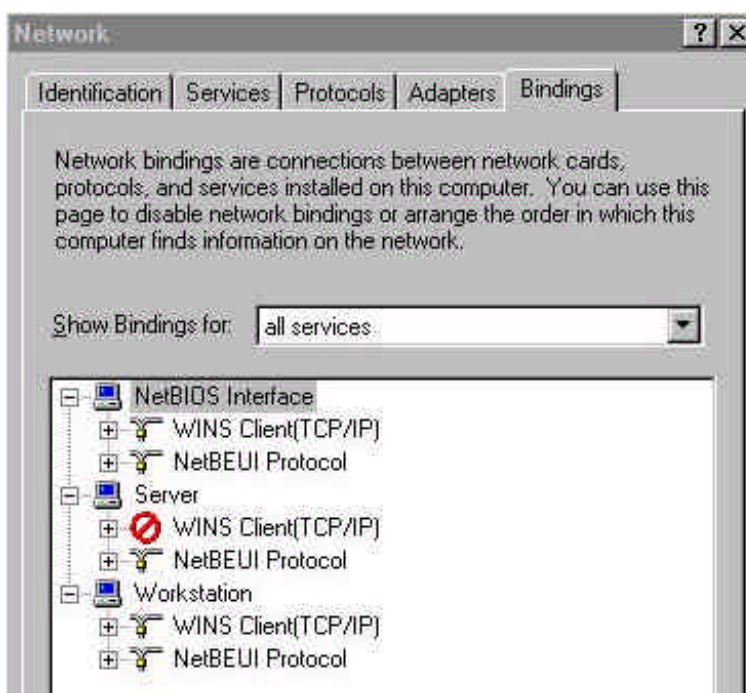 Network
Identification Services Protocols Adapters Bindings
Network bindings are connections between network cards,
protocols, and services installed on this computer. You can use this
page to disable network bindings or arrange the order in which this
computer finds information on the network.
Show Bindings for: all services
NetBIOS Interface
WINS Client(TCP/IP)
NetBEUI Protocol
Server
WINS Client(TCP/IP)
NetBEUI Protocol
Workstation
WINS Client(TCP/IP)
NetBEUI Protocol